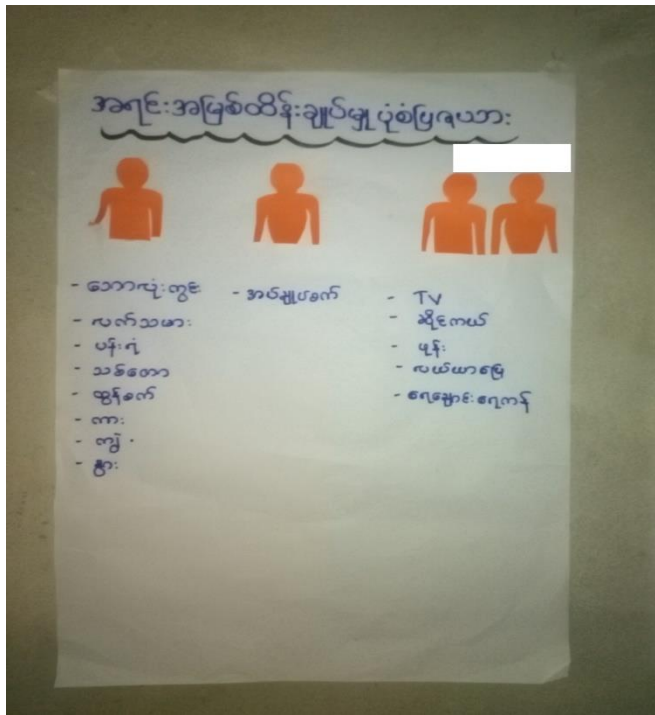 အရင်းအမြစ်ထိန်းချုပ်မှု ပုံစံပြဇယား
- ဘောလုံးကွင်း
- လက်သမား
- ပန်းရံ
- သစ်တော
- ထွန်စက်
- ကား
- ကျွဲ
- နွား
- အပ်ချုပ်စက်
- TV
- ဆိုင်ကယ်
- ဖုန်း
- လယ်ယာမြေ
- ရေချောင်း ရေကန်